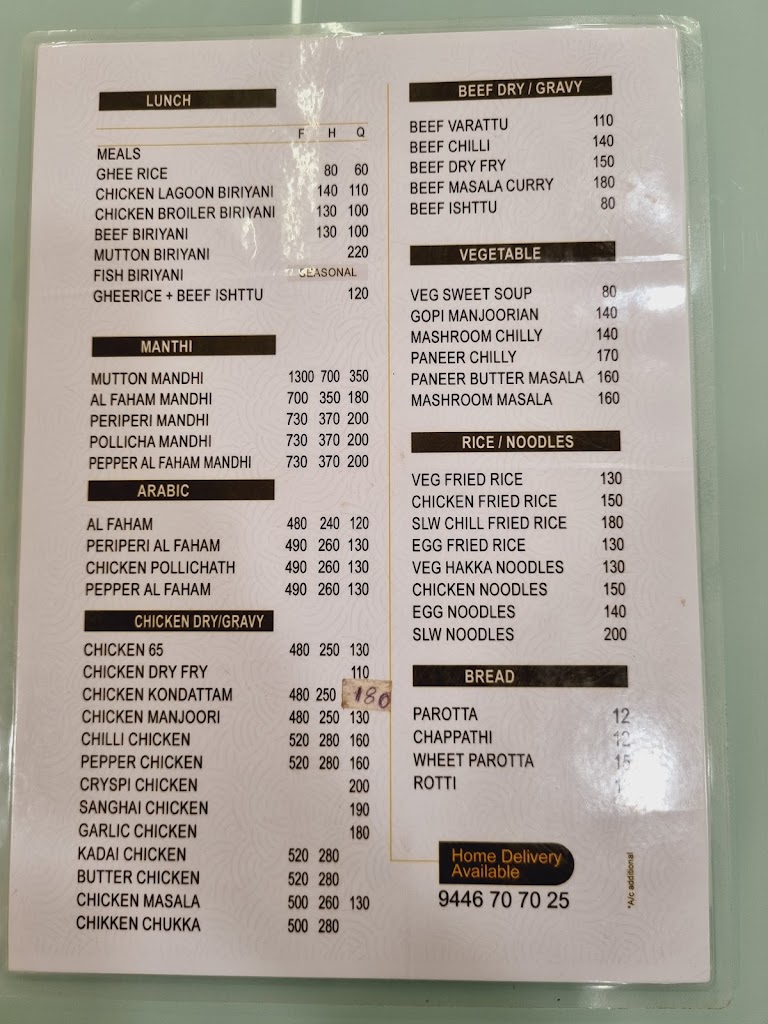 LUNCH
F H Q
MEALS
GHEE RICE 80 60
CHICKEN LAGOON BIRIYANI 140 110
CHICKEN BROILER BIRIYANI 130 100
BEEF BIRIYANI 130 100
MUTTON BIRIYANI 220
FISH BIRIYANI SEASONAL
GHEERICE + BEEF ISHTTU 120
MANTHI
MUTTON MANDHI 1300 700 350
AL FAHAM MANDHI 700 350 180
PERIPERI MANDHI 730 370 200
POLLICHA MANDHI 730 370 200
PEPPER AL FAHAM MANDHI 730 370 200
ARABIC
AL FAHAM 480 240 120
PERIPERI AL FAHAM 490 260 130
CHICKEN POLLICHATH 490 260 130
PEPPER AL FAHAM 490 260 130
CHICKEN DRY/GRAVY
CHICKEN 65 480 250 130
CHICKEN DRY FRY 110
CHICKEN KONDATTAM 480 250 180
CHICKEN MANJOORI 480 250 130
CHILLI CHICKEN 520 280 160
PEPPER CHICKEN 520 280 160
CRYSPI CHICKEN 200
SANGHAI CHICKEN 190
GARLIC CHICKEN 180
KADAI CHICKEN 520 280
BUTTER CHICKEN 520 280
CHICKEN MASALA 500 260 130
CHIKKEN CHUKKA 500 280
BEEF DRY / GRAVY
BEEF VARATTU 110
BEEF CHILLI 140
BEEF DRY FRY 150
BEEF MASALA CURRY 180
BEEF ISHTTU 80
VEGETABLE
VEG SWEET SOUP 80
GOPI MANJOORIAN 140
MASHROOM CHILLY 140
PANEER CHILLY 170
PANEER BUTTER MASALA 160
MASHROOM MASALA 160
RICE / NOODLES
VEG FRIED RICE 130
CHICKEN FRIED RICE 150
SLW CHILL FRIED RICE 180
EGG FRIED RICE 130
VEG HAKKA NOODLES 130
CHICKEN NOODLES 150
EGG NOODLES 140
SLW NOODLES 200
BREAD
PAROTTA 12
CHAPPATHI 12
WHEET PAROTTA 15
ROTTI
Home Delivery
Available
9446 70 70 25
*A/c additional